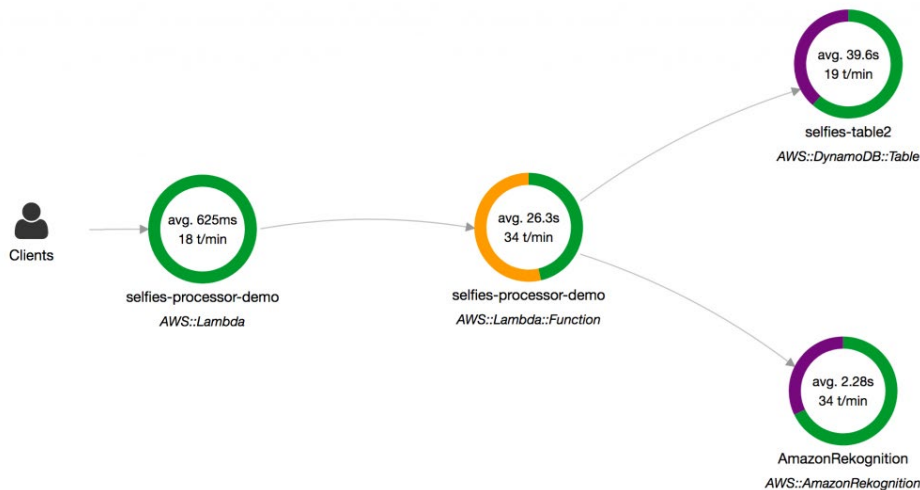 Clients
avg. 625ms
18 t/min
selfies-processor-demo
AWS::Lambda
avg. 26.3s
34 t/min
selfies-processor-demo
AWS::Lambda::Function
avg. 39.6s
19 t/min
selfies-table2
AWS::DynamoDB::Table
avg. 2.28s
34 t/min
AmazonRekognition
AWS::AmazonRekognition